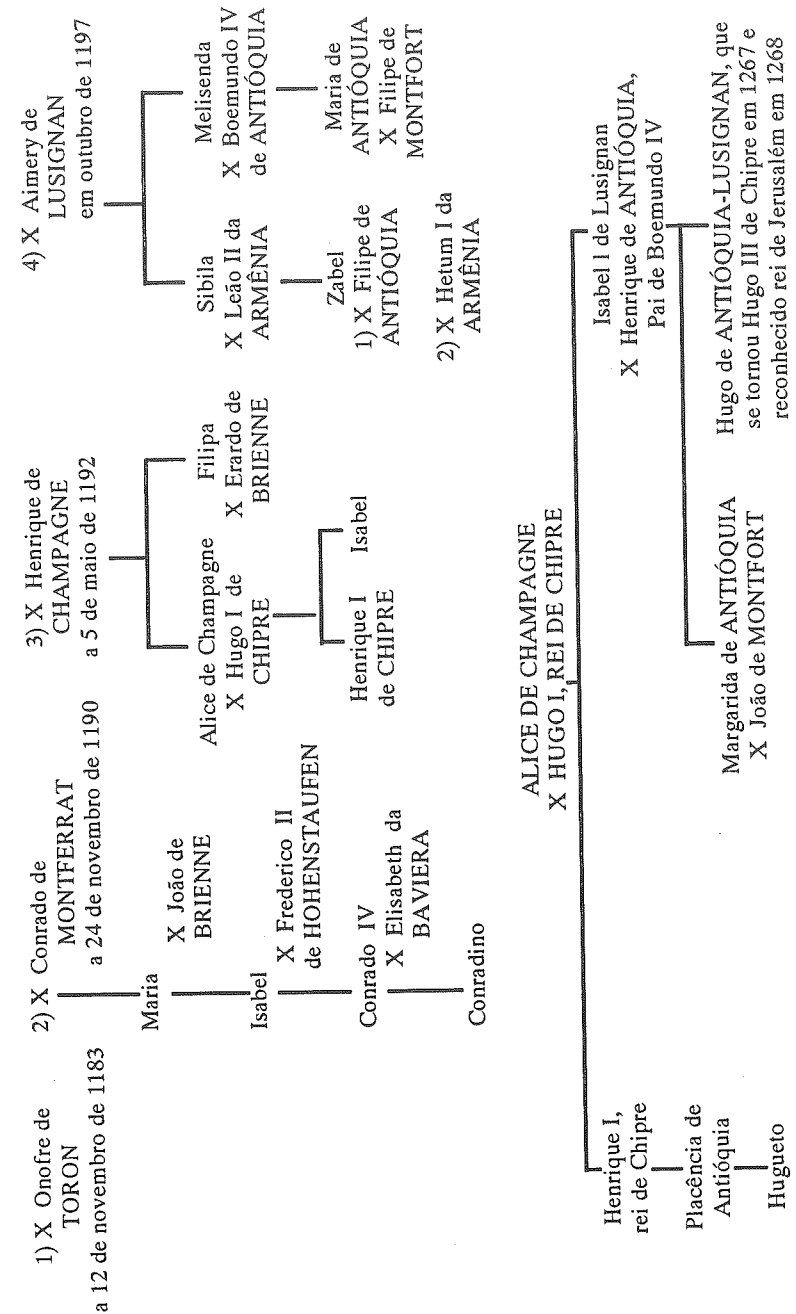 1) X Onofre de
TORON
a 12 de novembro de 1183
2) X Conrado de
MONTFERRAT
a 24 de novembro de 1190
Maria
X João de
BRIENNE
Isabel
X Frederico II
de HOHENSTAUFEN
Conrado IV
X Elisabeth da
BAVIERA
Conradino
3) X Henrique de
CHAMPAGNE
a 5 de maio de 1192
Alice de Champagne
X Hugo I de
CHIPRE
Filipa
X Erardo de
BRIENNE
Henrique I
de CHIPRE
Isabel
4) X Aimery de
LUSIGNAN
em outubro de 1197
Sibila
X Leão II da
ARMÊNIA
Melisenda
X Boemundo IV
de ANTIÓQUIA
Zabel
1) X Filipe de
ANTIÓQUIA
2) X Hetum I da
ARMÊNIA
Maria de
ANTIÓQUIA
X Filipe de
MONTFORT
ALICE DE CHAMPAGNE
X HUGO I, REI DE CHIPRE
Henrique I,
rei de Chipre
Placência de
Antióquia
Hugueto
Isabel I de Lusignan
X Henrique de ANTIÓQUIA,
Pai de Boemundo IV
Margarida de ANTIÓQUIA
X João de MONTFORT
Hugo de ANTIÓQUIA-LUSIGNAN, que
se tornou Hugo III de Chipre em 1267 e
reconhecido rei de Jerusalém em 1268